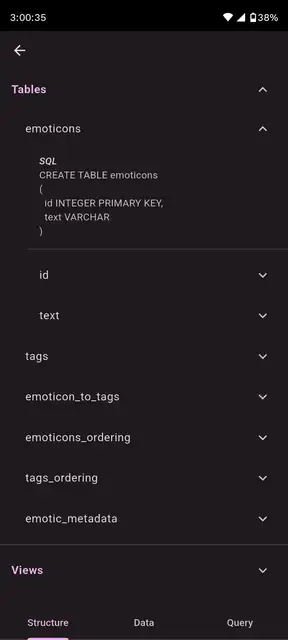 3:00:35
38%
Tables
emoticons
SQL
CREATE TABLE emoticons
(
id INTEGER PRIMARY KEY,
text VARCHAR
)
id
text
tags
emoticon_to_tags
emoticons_ordering
tags_ordering
emotic_metadata
Views
Structure Data Query